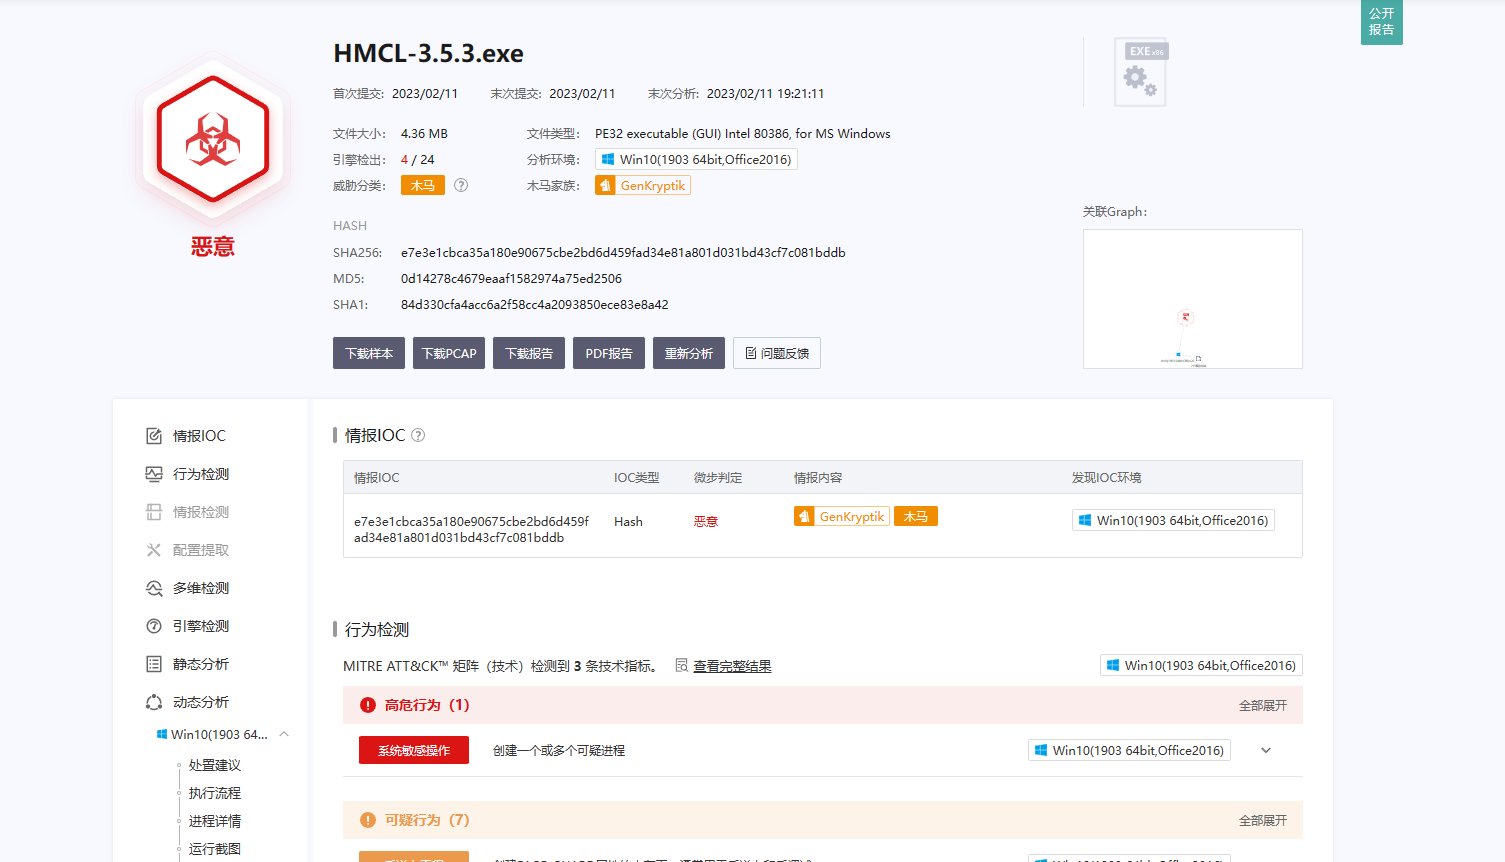 公开
报告
HMCL-3.5.3.exe
EXE x86
首次提交: 2023/02/11 末次提交: 2023/02/11 末次分析: 2023/02/11 19:21:11
文件大小: 4.36 MB 文件类型: PE32 executable (GUI) Intel 80386, for MS Windows
引擎检出: 4 / 24 分析环境: Win10(1903 64bit,Office2016)
威胁分类: 木马 ? 木马家族: GenKryptik
恶意
HASH
SHA256: e7e3e1cbca35a180e90675cbe2bd6d459fad34e81a801d031bd43cf7c081bddb
MD5: 0d14278c4679eaaf1582974a75ed2506
SHA1: 84d330cfa4acc6a2f58cc4a2093850ece83e8a42
关联Graph:
下载样本 下载PCAP 下载报告 PDF报告 重新分析 问题反馈
情报IOC
行为检测
情报检测
配置提取
多维检测
引擎检测
静态分析
动态分析
Win10(1903 64...
处置建议
执行流程
进程详情
运行截图
情报IOC ?
情报IOC IOC类型 微步判定 情报内容 发现IOC环境
e7e3e1cbca35a180e90675cbe2bd6d459f
ad34e81a801d031bd43cf7c081bddb
Hash 恶意 GenKryptik 木马 Win10(1903 64bit,Office2016)
行为检测
MITRE ATT&CK™ 矩阵（技术）检测到 3 条技术指标。 查看完整结果 Win10(1903 64bit,Office2016)
高危行为（1） 全部展开
系统敏感操作 创建一个或多个可疑进程 Win10(1903 64bit,Office2016)
可疑行为（7） 全部展开